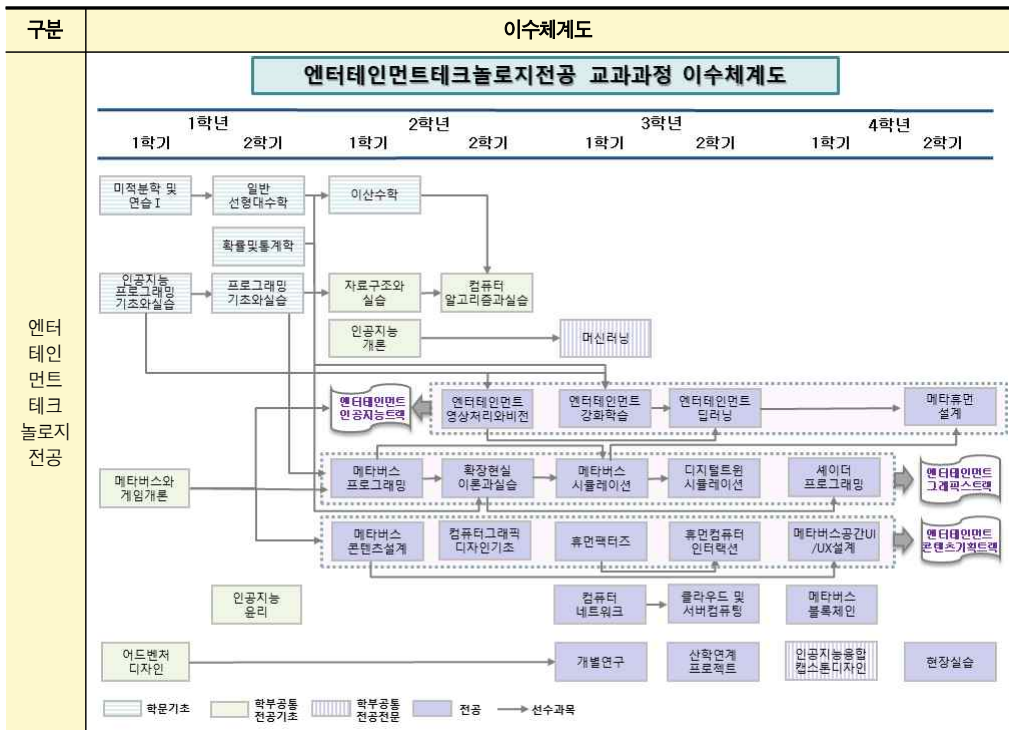 구분
이수체계도
엔터테인먼트테크놀로지전공 교과과정 이수체계도
1학년
2학년
3학년
4학년
1학기
2학기
1학기
2학기
1학기
2학기
1학기
2학기
미적분학 및
연습 I
일반
선형대수학
이산수학
확률및통계학
인공지능
프로그래밍
기초와실습
프로그래밍
기초와실습
자료구조와
실습
컴퓨터
알고리즘과실습
인공지능
개론
머신러닝
엔터
테인
먼트
테크
놀로지
전공
엔터테인먼트
인공지능트랙
엔터테인먼트
영상처리와비전
엔터테인먼트
강화학습
엔터테인먼트
딥러닝
메타휴먼
설계
메타버스와
게임개론
메타버스
프로그래밍
확장현실
이론과실습
메타버스
시뮬레이션
디지털트윈
시뮬레이션
셰이더
프로그래밍
엔터테인먼트
그래픽스트랙
메타버스
콘텐츠설계
컴퓨터그래픽
디자인기초
휴먼팩터즈
휴먼컴퓨터
인터랙션
메타버스공간UI
/UX설계
엔터테인먼트
콘텐츠기획트랙
인공지능
윤리
컴퓨터
네트워크
클라우드 및
서버컴퓨팅
메타버스
블록체인
어드벤처
디자인
개별연구
산학연계
프로젝트
인공지능융합
캡스톤디자인
현장실습
학문기초
학부공통
전공기초
학부공통
전공전문
전공
선수과목